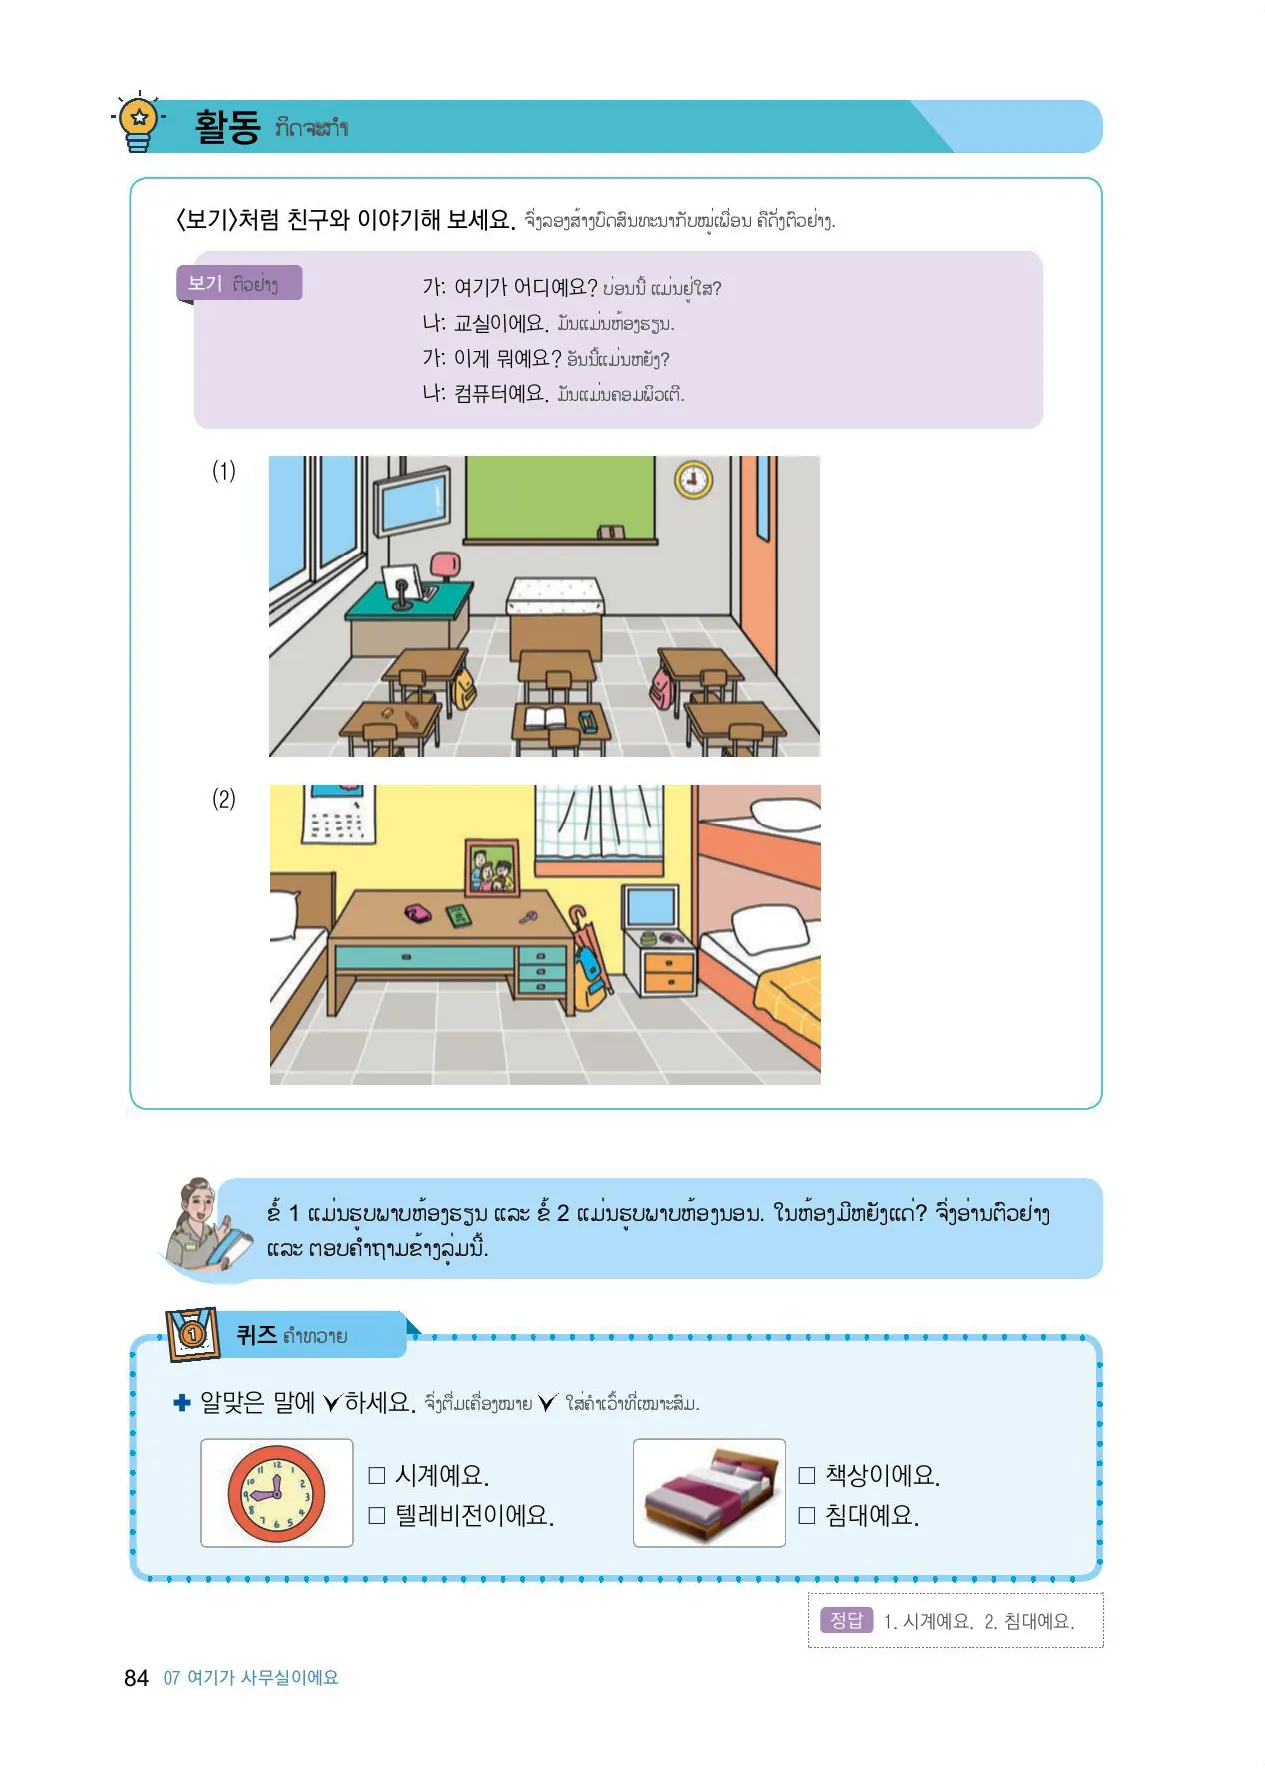 활동 ກິດຈະກຳ
<보기>처럼 친구와 이야기해 보세요. ຈົ່ງລອງສ້າງບົດສົນທະນາກັບໝູ່ເພື່ອນ ຄືດັ່ງຕົວຢ່າງ.
보기 ຕົວຢ່າງ
가: 여기가 어디예요? ບ່ອນນີ້ ແມ່ນຢູ່ໃສ?
나: 교실이에요. ມັນແມ່ນຫ້ອງຮຽນ.
가: 이게 뭐예요? ອັນນີ້ແມ່ນຫຍັງ?
나: 컴퓨터예요. ມັນແມ່ນຄອມພິວເຕີ.
(1)
(2)
ຂໍ້ 1 ແມ່ນຮູບພາບຫ້ອງຮຽນ ແລະ ຂໍ້ 2 ແມ່ນຮູບພາບຫ້ອງນອນ. ໃນຫ້ອງມີຫຍັງແດ່? ຈົ່ງອ່ານຕົວຢ່າງ
ແລະ ຕອບຄຳຖາມຂ້າງລຸ່ມນີ້.
1
퀴즈 ຄຳທວາຍ
알맞은 말에 ✓하세요. ຈົ່ງຕື່ມເຄື່ອງໝາຍ ✓ ໃສ່ຄຳເວົ້າທີ່ເໝາະສົມ.
12 1 2 3 4 5 6 7 8 9 10 11
□ 시계예요.
□ 텔레비전이에요.
□ 책상이에요.
□ 침대예요.
정답 1. 시계예요. 2. 침대예요.
84 07 여기가 사무실이에요